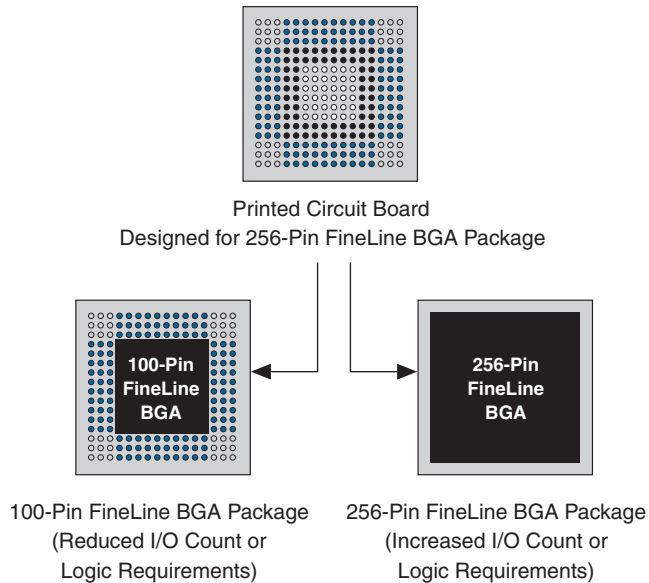 Printed Circuit Board
Designed for 256-Pin FineLine BGA Package
100-Pin
FineLine
BGA
256-Pin
FineLine
BGA
100-Pin FineLine BGA Package
(Reduced I/O Count or
Logic Requirements)
256-Pin FineLine BGA Package
(Increased I/O Count or
Logic Requirements)